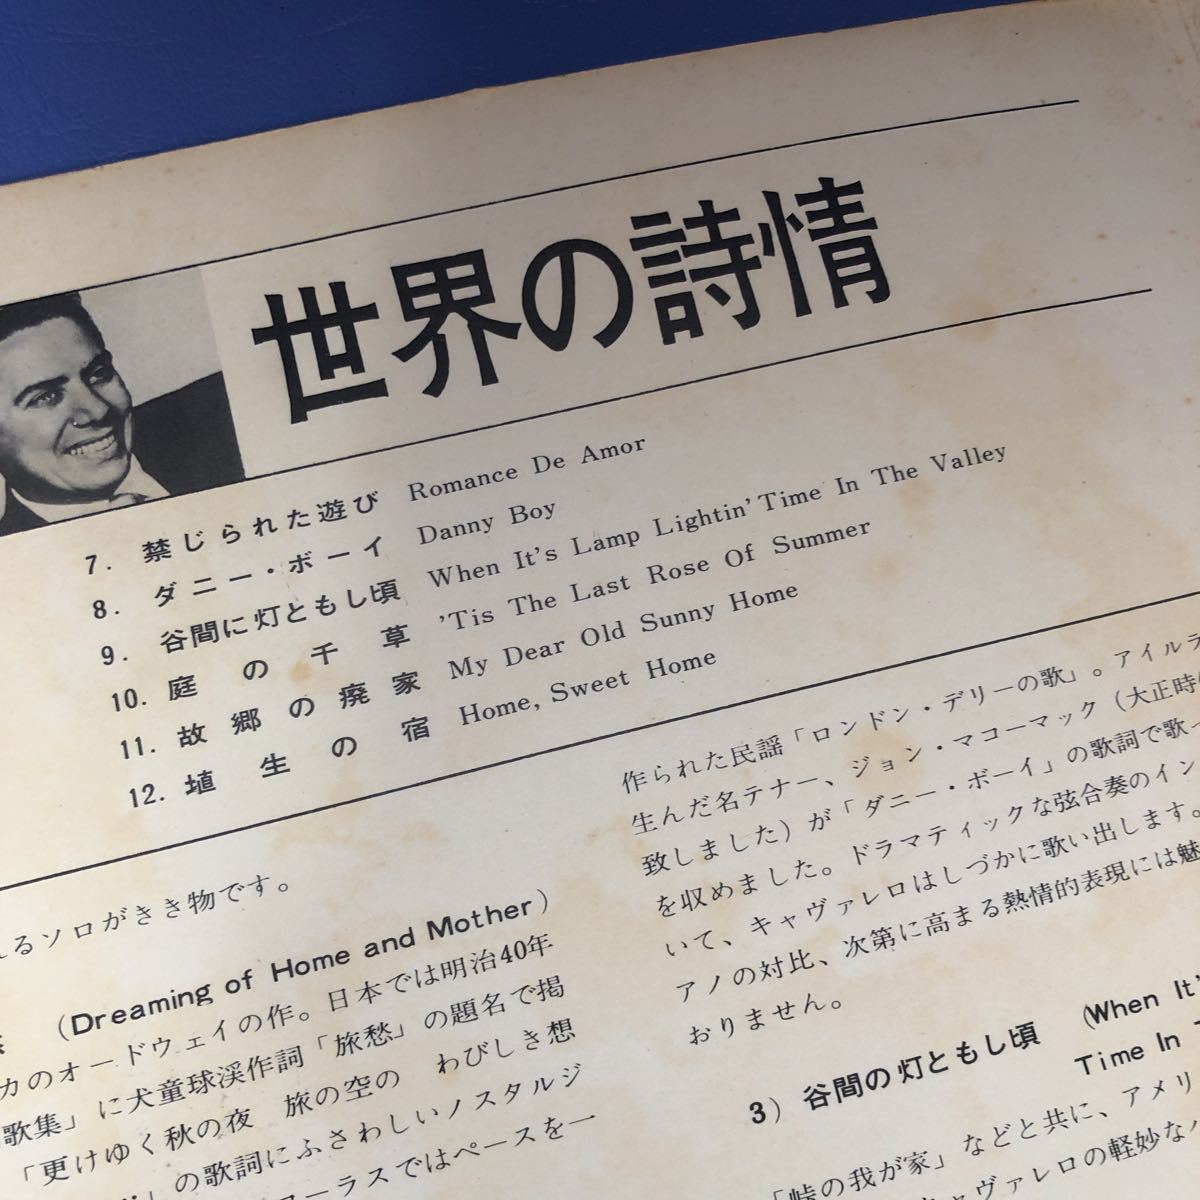 世界の詩情
7. 禁じられた遊び Romance De Amor
8. ダニー・ボーイ Danny Boy
9. 谷間に灯ともし頃 When It's Lamp Lightin' Time In The Valley
10. 庭の千草 'Tis The Last Rose Of Summer
11. 故郷の廃家 My Dear Old Sunny Home
12. 埴生の宿 Home, Sweet Home
れるソロがきき物です。
(Dreaming of Home and Mother)
カのオードウェイの作。日本では明治40年
歌集」に犬童球渓作詞「旅愁」の題名で掲
「更けゆく秋の夜 旅の空の わびしき想
」の歌詞にふさわしいノスタルジ
コーラスではペースを一
作られた民謡「ロンドン・デリーの歌」。アイルラ
生んだ名テナー、ジョン・マコーマック(大正時
致しました)が「ダニー・ボーイ」の歌詞で歌
を収めました。ドラマティックな弦合奏のイン
いて、キャヴァレロはしづかに歌い出します。
アノの対比、次第に高まる熱情的表現には魅
おりません。
3) 谷間の灯ともし頃 (When It's
Time In
「峠の我が家」などと共に、アメリ
キャヴァレロの軽妙な